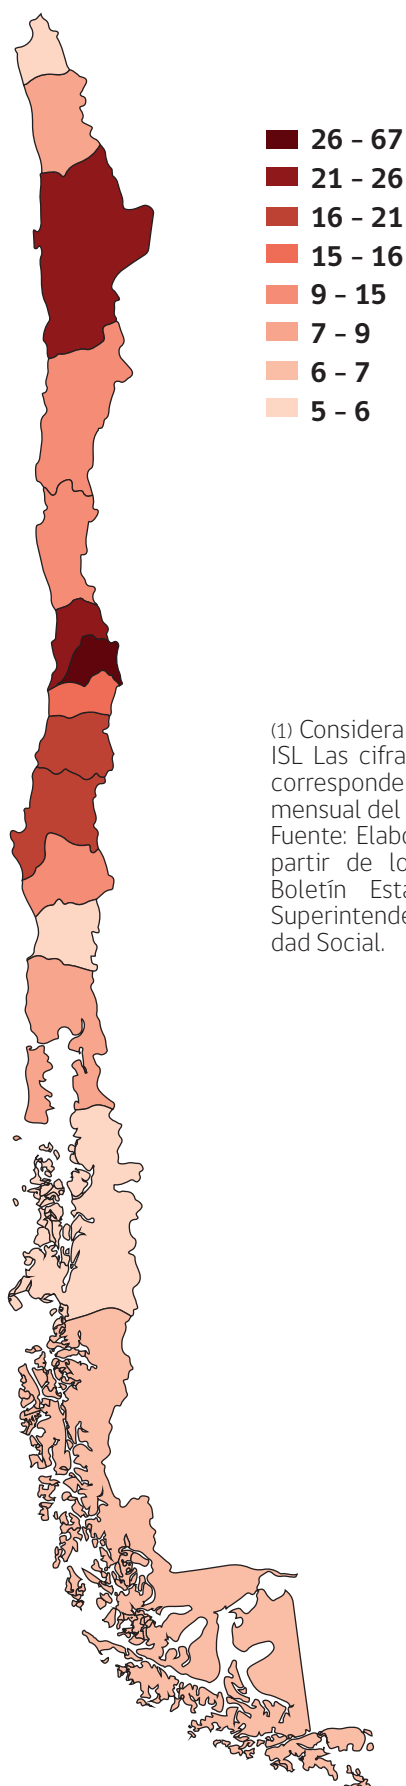 26 – 67
21 – 26
16 – 21
15 – 16
9 – 15
7 – 9
6 – 7
5 – 6
(1) Considera
ISL Las cifra
corresponde
mensual del
Fuente: Elabo
partir de lo
Boletín Esta
Superintende
dad Social.